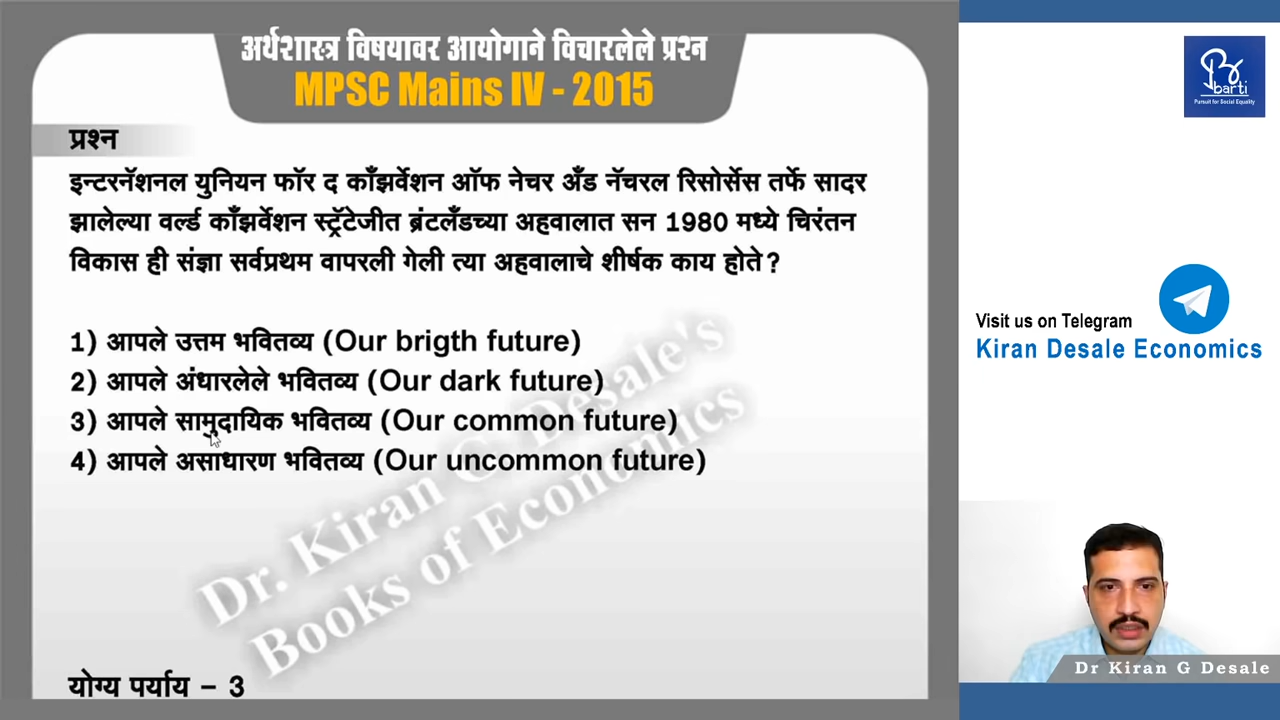 अर्थशास्त्र विषयावर आयोगाने विचारलेले प्रश्न
MPSC Mains IV - 2015
प्रश्न
इन्टरनॅशनल युनियन फॉर द काँझर्वेशन ऑफ नेचर अँड नॅचरल रिसोर्सेस तर्फे सादर
झालेल्या वर्ल्ड काँझर्वेशन स्ट्रॅटेजीत ब्रंटलँडच्या अहवालात सन 1980 मध्ये चिरंतन
विकास ही संज्ञा सर्वप्रथम वापरली गेली त्या अहवालाचे शीर्षक काय होते?
1) आपले उत्तम भवितव्य (Our brigth future)
2) आपले अंधारलेले भवितव्य (Our dark future)
3) आपले सामुदायिक भवितव्य (Our common future)
4) आपले असाधारण भवितव्य (Our uncommon future)
Dr. Kiran G Desale's
Books of Economics
योग्य पर्याय – 3
barti
Pursuit for Social Equality
Visit us on Telegram
Kiran Desale Economics
Dr Kiran G Desale